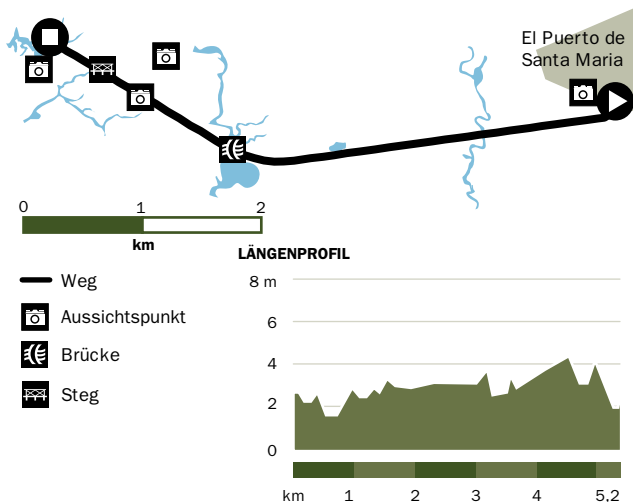 El Puerto de
Santa Maria
0 1 2
km
Weg
Aussichtspunkt
Brücke
Steg
LÄNGENPROFIL
8 m
6
4
2
0
km 1 2 3 4 5,2